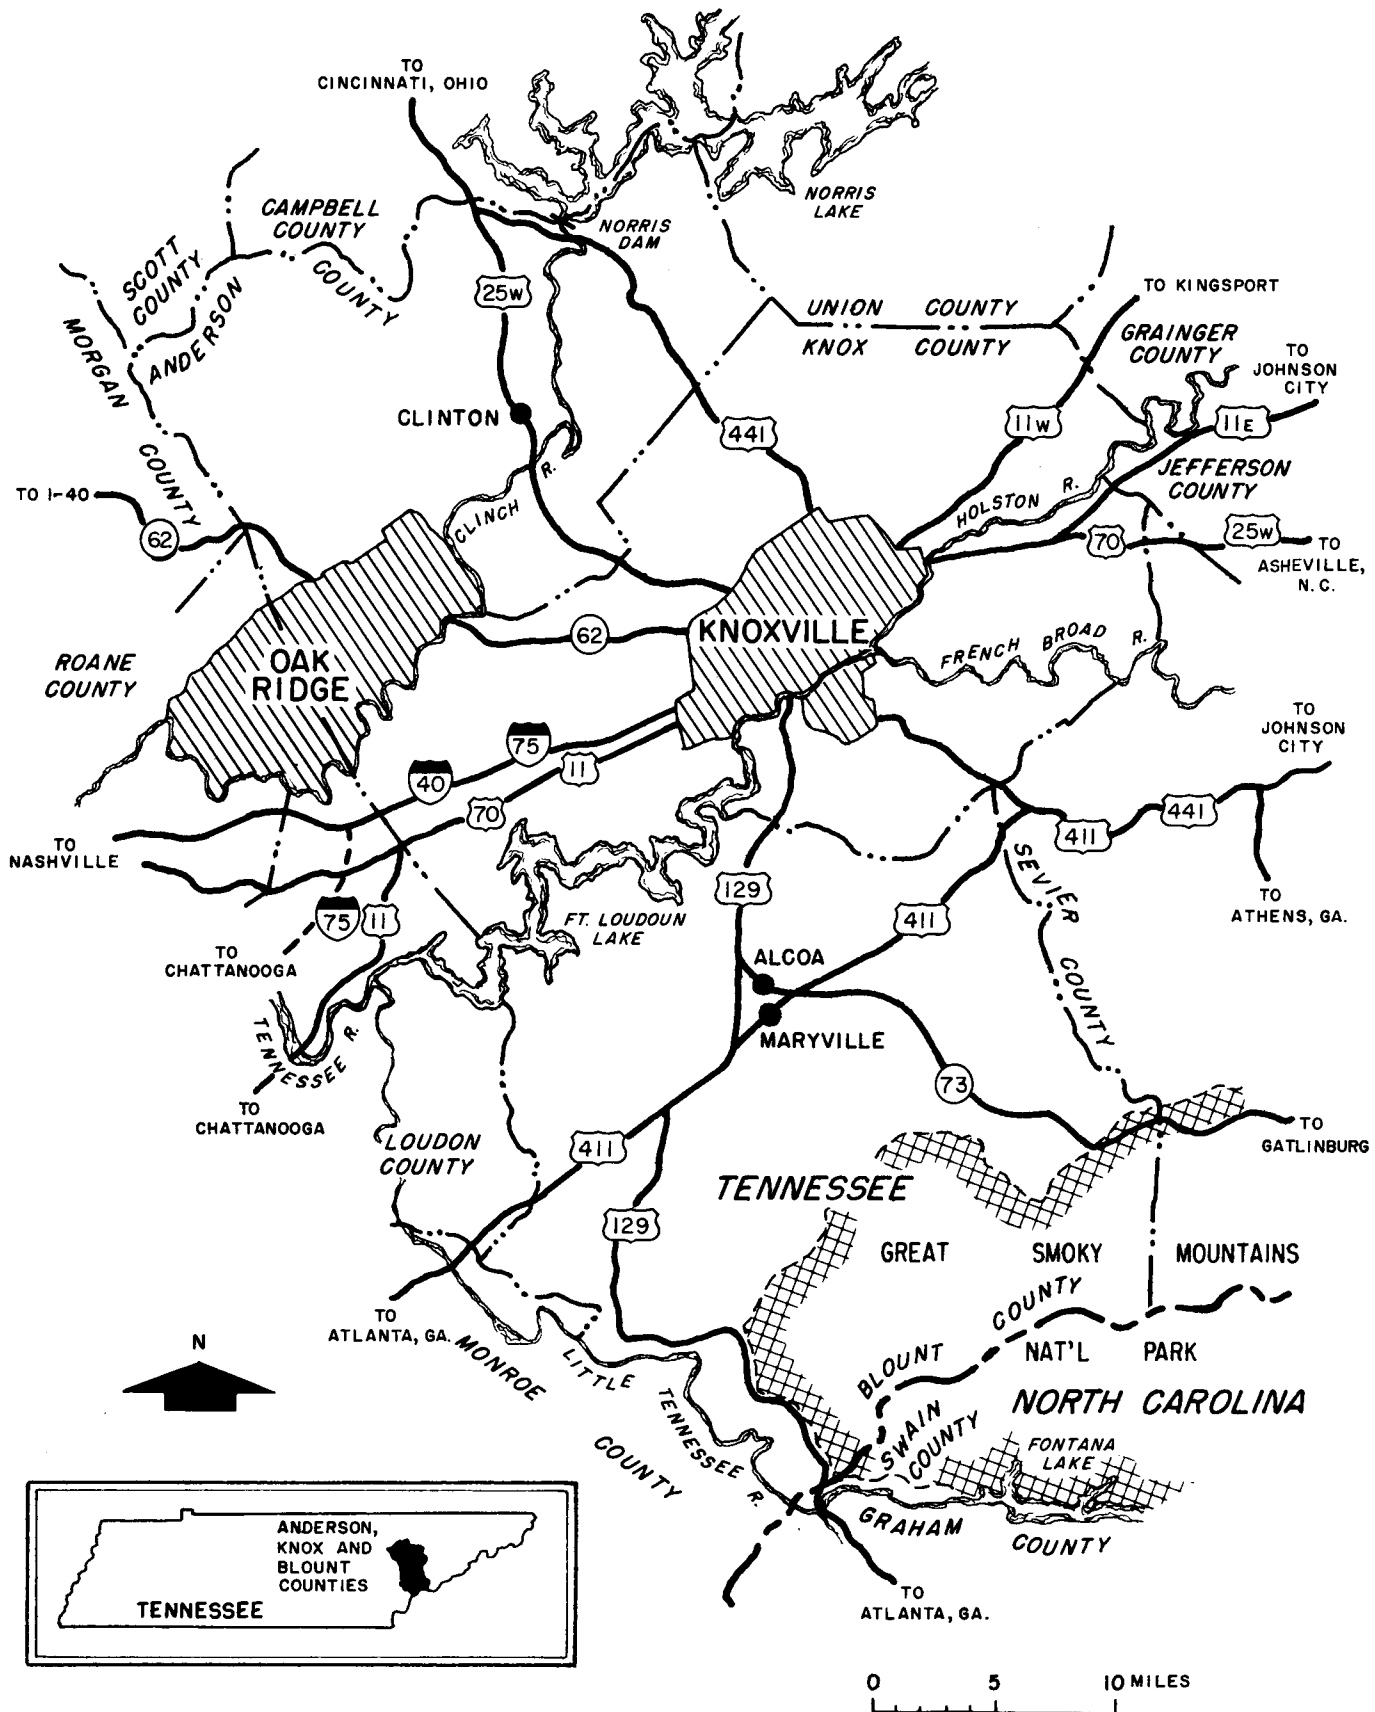 TO
CINCINNATI, OHIO
NORRIS
LAKE
CAMPBELL
COUNTY
NORRIS
DAM
SCOTT
COUNTY
COUNTY
ANDERSON
25W
TO KINGSPORT
UNION COUNTY
KNOX COUNTY
GRAINGER
COUNTY
MORGAN
COUNTY
TO
JOHNSON
CITY
CLINTON
441
11W
11E
JEFFERSON
COUNTY
TO I-40
62
CLINCH R.
HOLSTON R.
70
25W
TO
ASHEVILLE,
N.C.
62
KNOXVILLE
FRENCH BROAD R.
ROANE
COUNTY
OAK
RIDGE
TO
JOHNSON
CITY
75
11
40
70
411
441
TO
NASHVILLE
129
SEVIER
COUNTY
TO
ATHENS, GA.
75
11
411
FT. LOUDOUN
LAKE
TO
CHATTANOOGA
ALCOA
TENNESSEE R.
MARYVILLE
73
TO
CHATTANOOGA
LOUDON
COUNTY
411
TO
GATLINBURG
TENNESSEE
129
GREAT SMOKY MOUNTAINS
TO
ATLANTA, GA.
BLOUNT COUNTY
NAT'L PARK
N
MONROE
COUNTY
LITTLE
TENNESSEE
R.
NORTH CAROLINA
SWAIN
COUNTY
FONTANA
LAKE
GRAHAM
COUNTY
TO
ATLANTA, GA.
ANDERSON,
KNOX AND
BLOUNT
COUNTIES
TENNESSEE
0 5 10 MILES